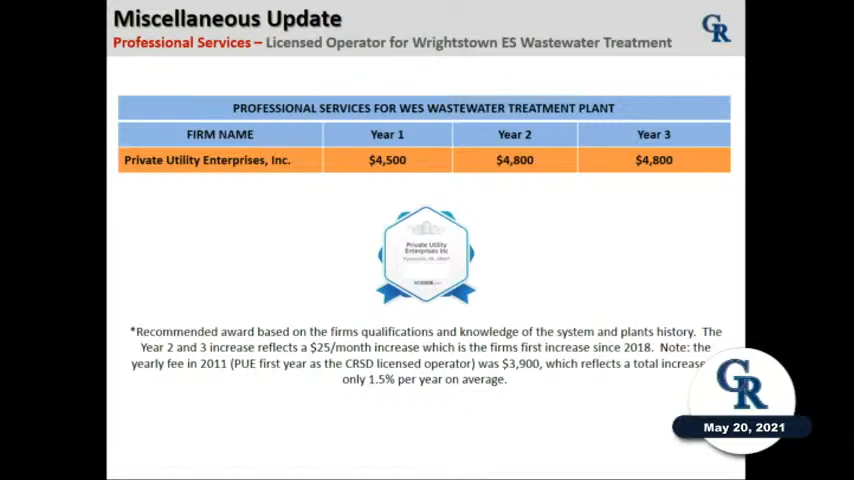 Miscellaneous Update
Professional Services – Licensed Operator for Wrightstown ES Wastewater Treatment
GR
PROFESSIONAL SERVICES FOR WES WASTEWATER TREATMENT PLANT
FIRM NAME Year 1 Year 2 Year 3
Private Utility Enterprises, Inc. $4,500 $4,800 $4,800
Private Utility
Enterprises Inc
*Recommended award based on the firms qualifications and knowledge of the system and plants history. The
Year 2 and 3 increase reflects a $25/month increase which is the firms first increase since 2018. Note: the
yearly fee in 2011 (PUE first year as the CRSD licensed operator) was $3,900, which reflects a total increase
only 1.5% per year on average.
GR
May 20, 2021